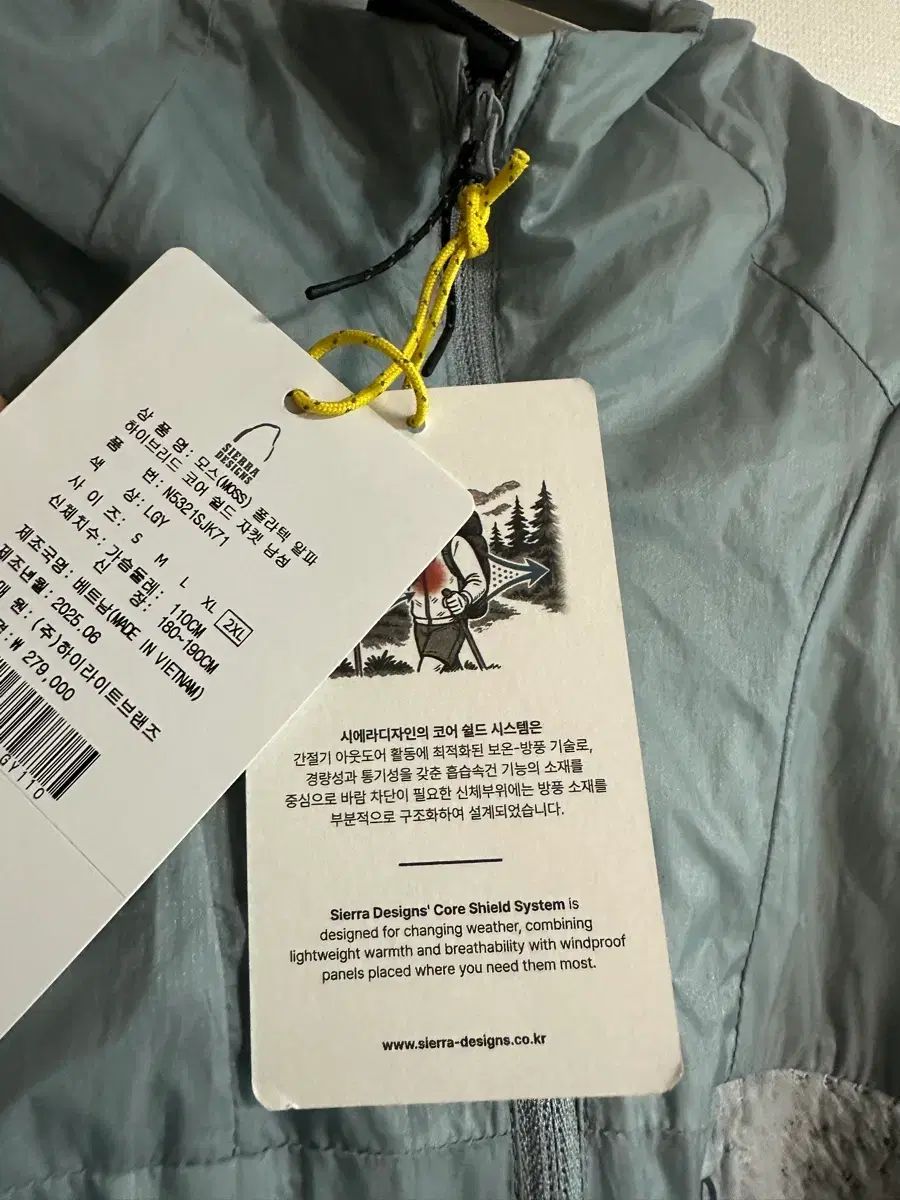 SIERRA
DESIGNS
상 품 명: 모스(MOSS) 폴라텍 알파
하이브리드 코어 쉴드 자켓 남성
품 번: N5321SJK71
색 상: LGY
사 이 즈: S M L XL 2XL
신체치수: 가슴둘레: 110CM
신 장: 180~190CM
제조국명: 베트남(MADE IN VIETNAM)
제조년월: 2025.06
원: (주)하이라이트브랜즈
₩ 279,000
GY110
시에라디자인의 코어 쉴드 시스템은
간절기 아웃도어 활동에 최적화된 보온-방풍 기술로,
경량성과 통기성을 갖춘 흡습속건 기능의 소재를
중심으로 바람 차단이 필요한 신체부위에는 방풍 소재를
부분적으로 구조화하여 설계되었습니다.
Sierra Designs' Core Shield System is
designed for changing weather, combining
lightweight warmth and breathability with windproof
panels placed where you need them most.
www.sierra-designs.co.kr